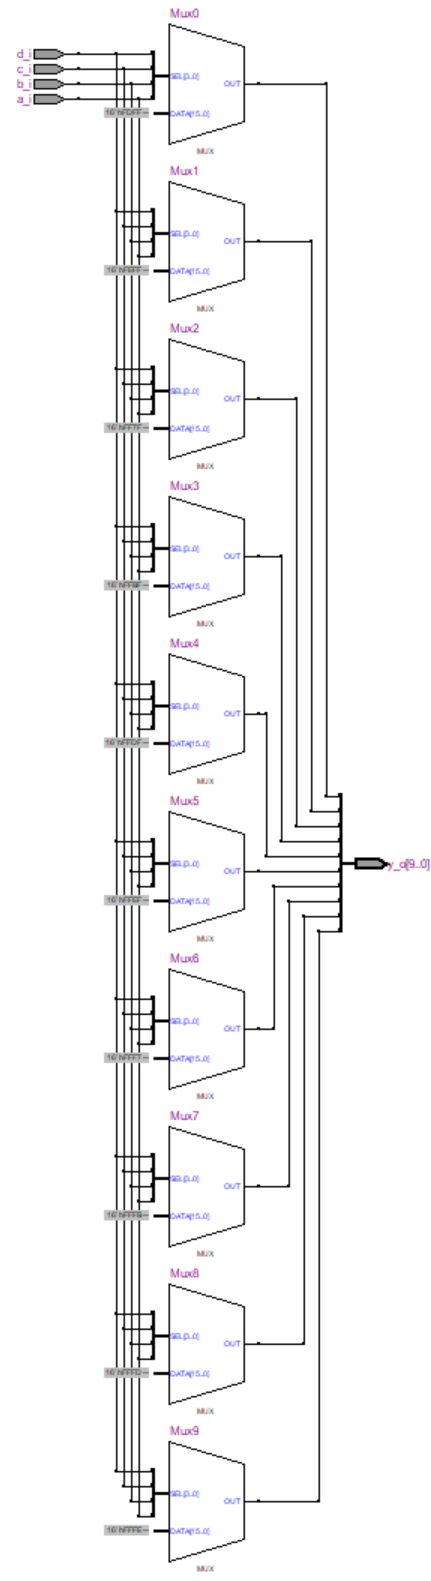 Mux0
d_i
c_i
b_i
a_i
SEL[3..0]
OUT
DATA[15..0]
MUX
Mux1
SEL[3..0]
OUT
DATA[15..0]
MUX
Mux2
SEL[3..0]
OUT
DATA[15..0]
MUX
Mux3
SEL[3..0]
OUT
DATA[15..0]
MUX
Mux4
SEL[3..0]
OUT
DATA[15..0]
MUX
Mux5
SEL[3..0]
OUT
DATA[15..0]
y_o[9..0]
MUX
Mux6
SEL[3..0]
OUT
DATA[15..0]
MUX
Mux7
SEL[3..0]
OUT
DATA[15..0]
MUX
Mux8
SEL[3..0]
OUT
DATA[15..0]
MUX
Mux9
SEL[3..0]
OUT
DATA[15..0]
MUX